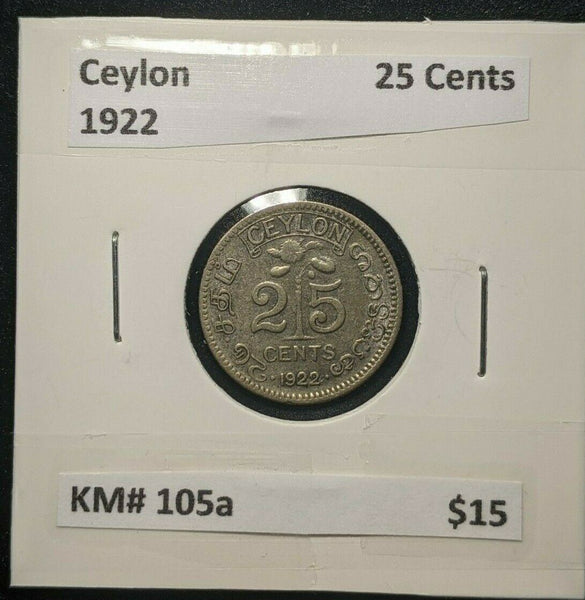 Ceylon 25 Cents
1922
CEYLON
25
CENTS
·1922·
KM# 105a $15